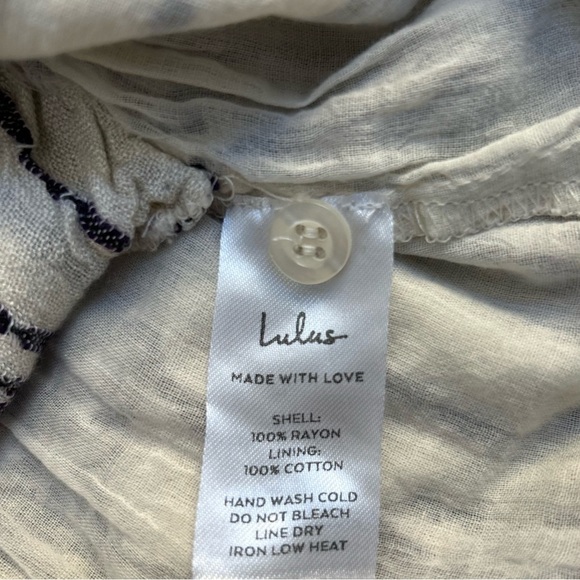 Lulus
MADE WITH LOVE
SHELL:
100% RAYON
LINING:
100% COTTON
HAND WASH COLD
DO NOT BLEACH
LINE DRY
IRON LOW HEAT